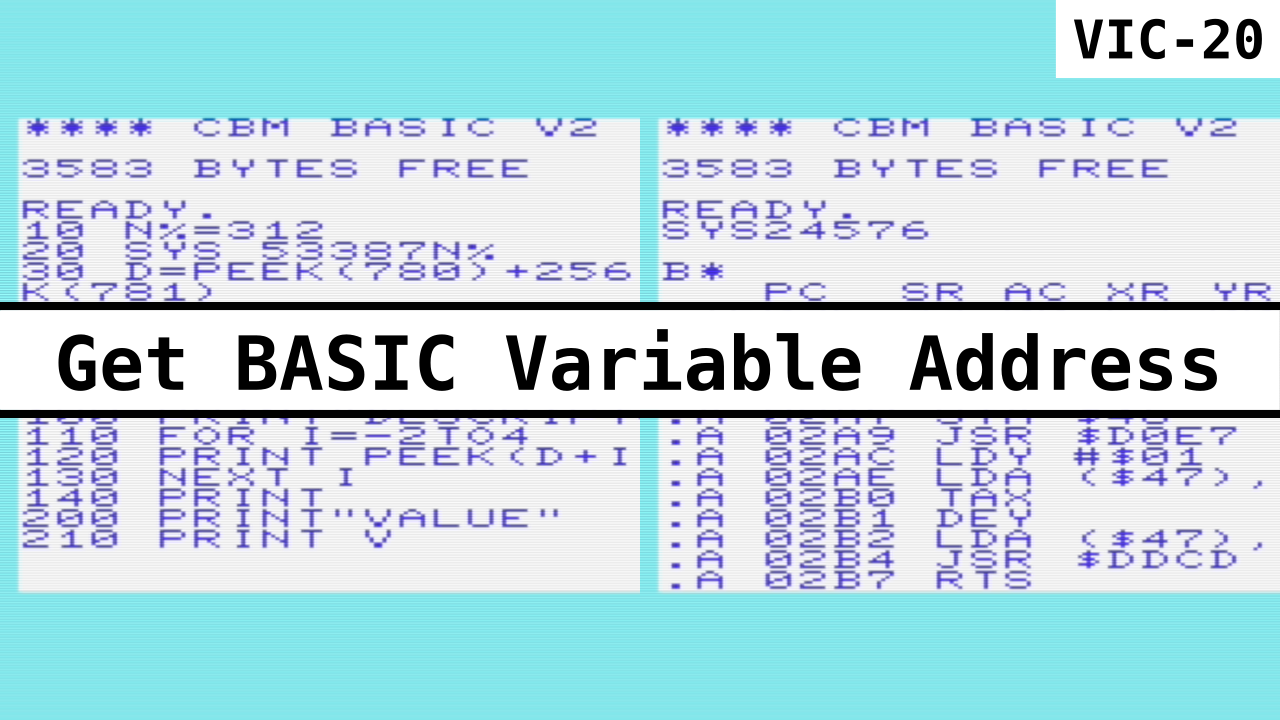 VIC-20
**** CBM BASIC V2
3583 BYTES FREE
READY.
10 N%=312
20 SYS 53387N%
30 D=PEEK(780)+256
K(781)
**** CBM BASIC V2
3583 BYTES FREE
READY.
SYS24576
B*
PC SR AC XR YR
Get BASIC Variable Address
110 FOR I=-2TO4
120 PRINT PEEK(D+I
130 NEXT I
140 PRINT
200 PRINT"VALUE"
210 PRINT V
.A 02A9 JSR $D0E7
.A 02AC LDY #$01
.A 02AE LDA ($47),
.A 02B0 TAX
.A 02B1 DEY
.A 02B2 LDA ($47),
.A 02B4 JSR $DDCD
.A 02B7 RTS